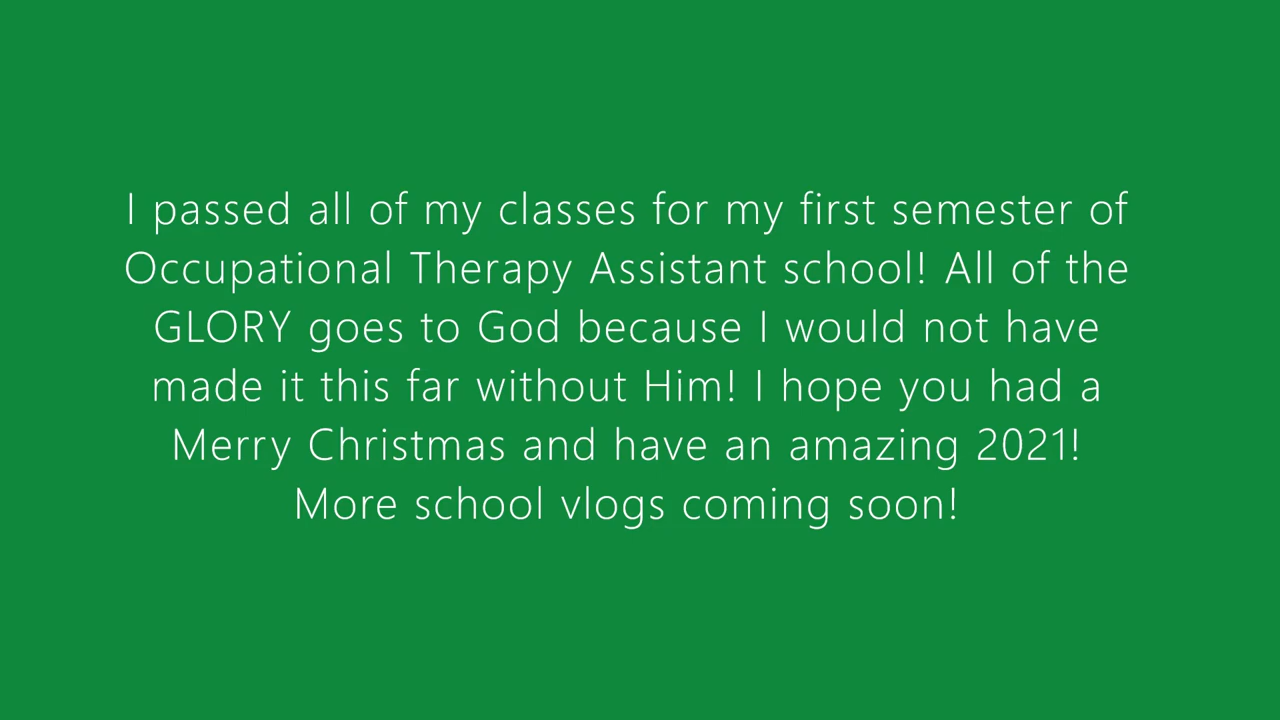 I passed all of my classes for my first semester of
Occupational Therapy Assistant school! All of the
GLORY goes to God because I would not have
made it this far without Him! I hope you had a
Merry Christmas and have an amazing 2021!
More school vlogs coming soon!